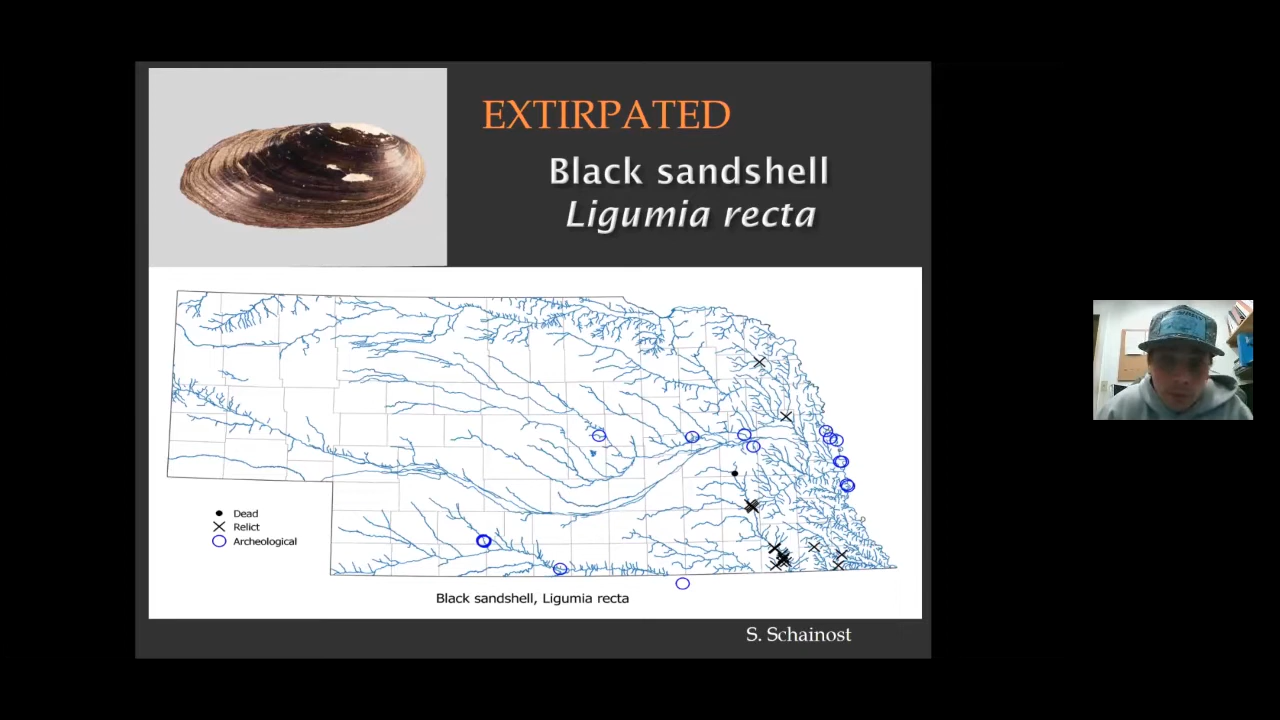 EXTIRPATED
Black sandshell
Ligumia recta
Dead
Relict
Archeological
Black sandshell, Ligumia recta
S. Schainost